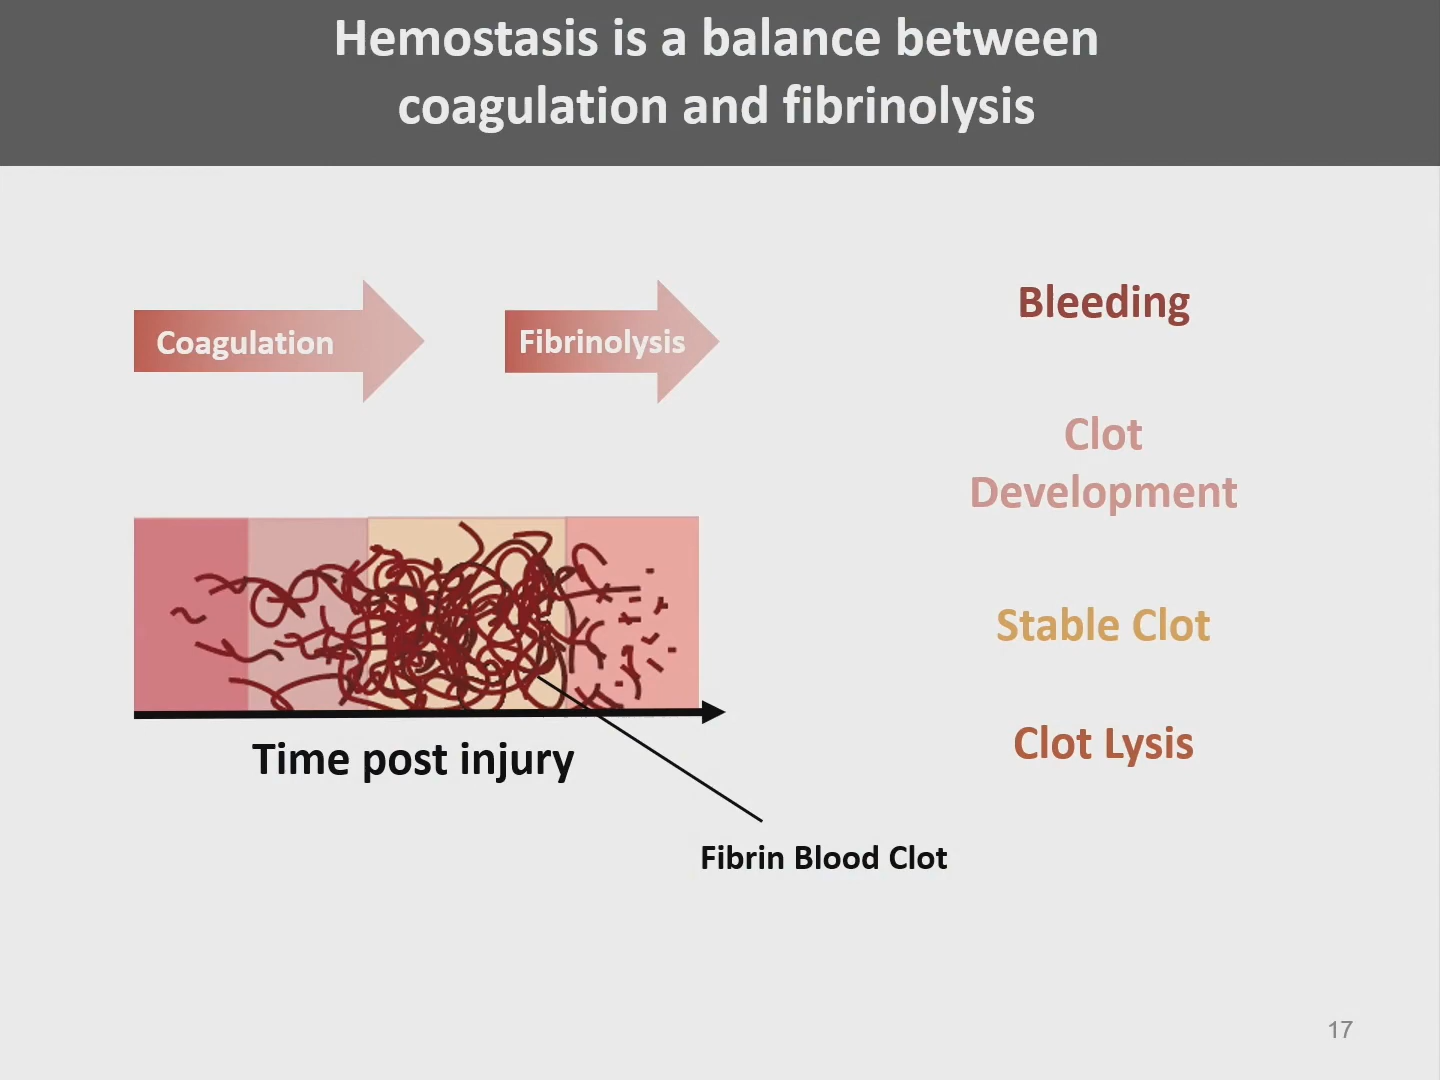 Hemostasis is a balance between
coagulation and fibrinolysis
Coagulation
Fibrinolysis
Bleeding
Clot
Development
Stable Clot
Clot Lysis
Time post injury
Fibrin Blood Clot
17